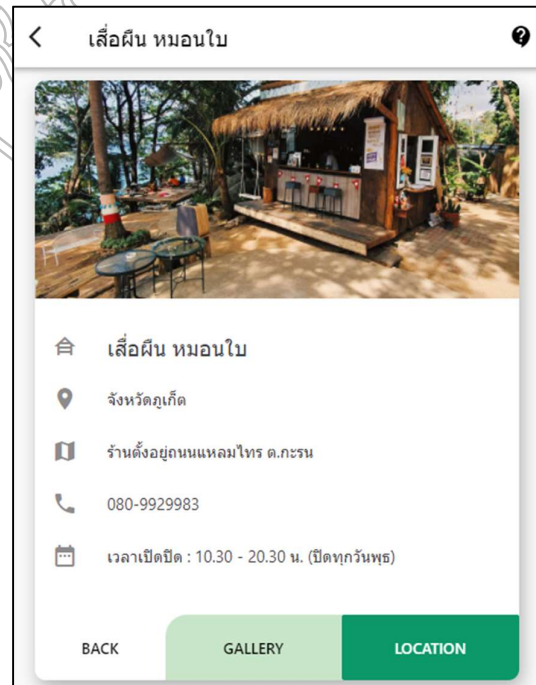 เสื่อผืน หมอนใบ
เสื่อผืน หมอนใบ
จังหวัดภูเก็ต
ร้านตั้งอยู่ถนนแหลมไทร ต.กะรน
080-9929983
เวลาเปิดปิด : 10.30 - 20.30 น. (ปิดทุกวันพุธ)
BACK
GALLERY
LOCATION